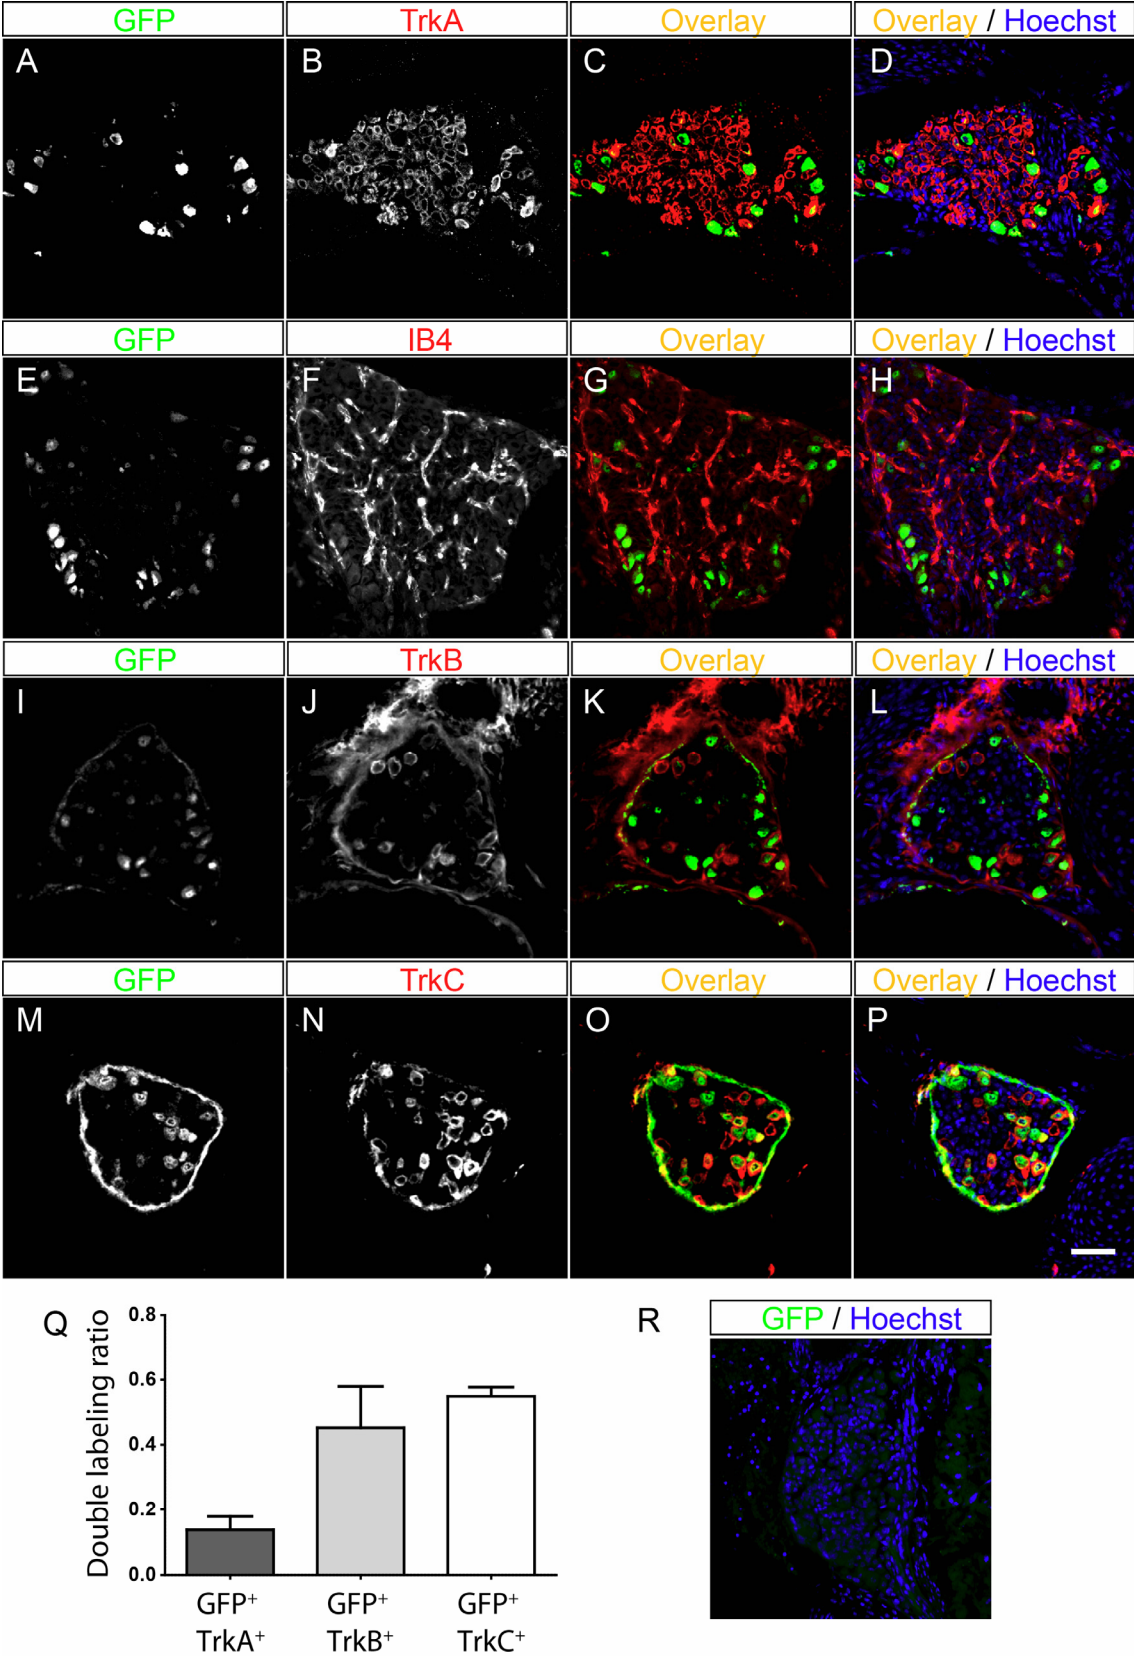 GFP TrkA Overlay Overlay / Hoechst
A B C D
GFP IB4 Overlay Overlay / Hoechst
E F G H
GFP TrkB Overlay Overlay / Hoechst
I J K L
GFP TrkC Overlay Overlay / Hoechst
M N O P
Q
Double labeling ratio
0.8
0.6
0.4
0.2
0.0
GFP+ GFP+ GFP+
TrkA+ TrkB+ TrkC+
R
GFP / Hoechst